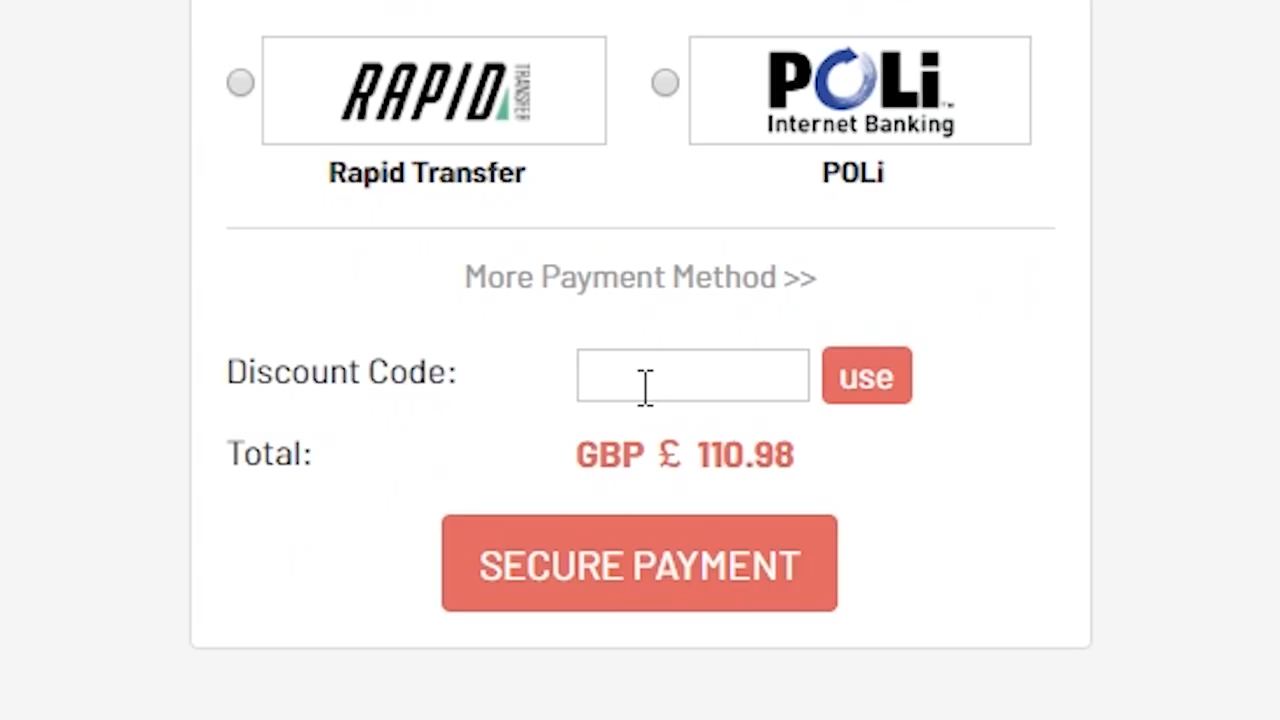 RAPID TRANSFER
POLi™
Internet Banking
Rapid Transfer
POLi
More Payment Method >>
Discount Code:
use
Total:
GBP £ 110.98
SECURE PAYMENT